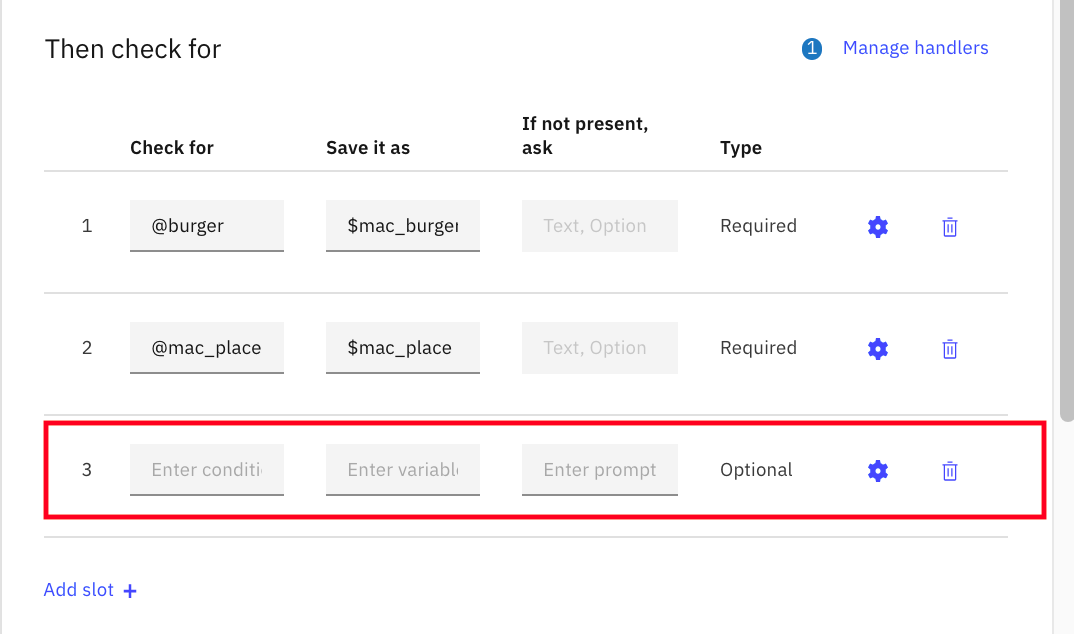 Then check for
1 Manage handlers
Check for Save it as If not present, ask Type
1 @burger $mac_burger Text, Option Required
2 @mac_place $mac_place Text, Option Required
3 Enter conditi Enter variabl Enter prompt Optional
Add slot +